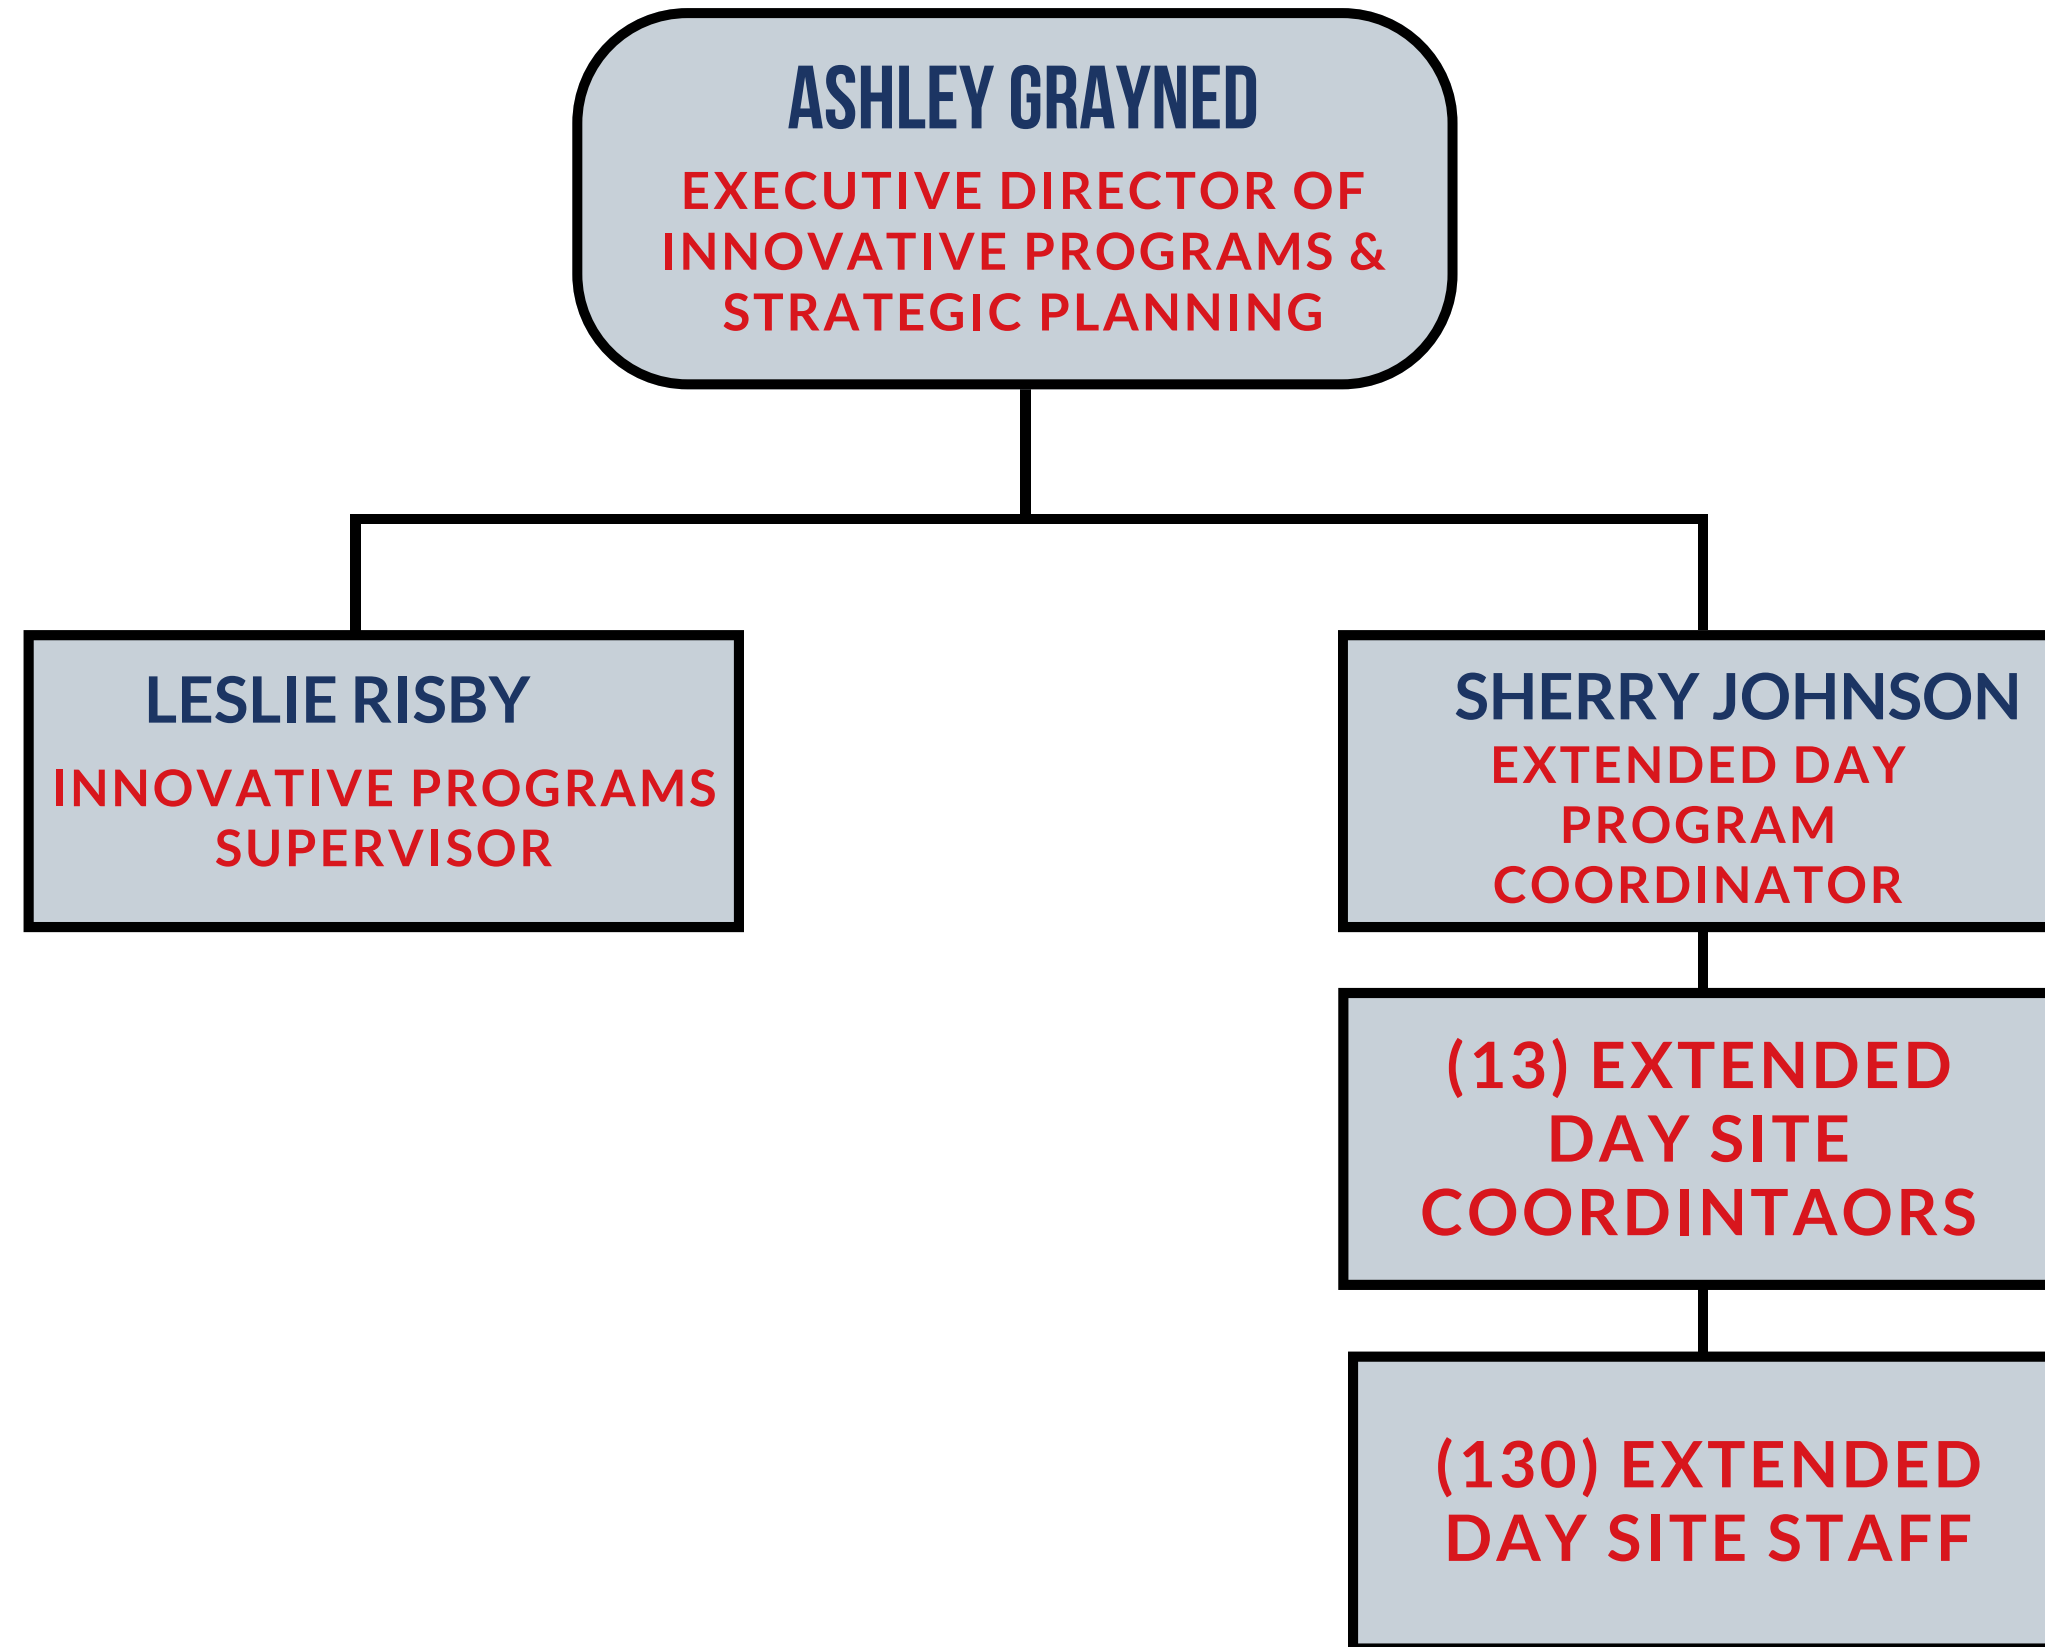 ASHLEY GRAYNED
EXECUTIVE DIRECTOR OF
INNOVATIVE PROGRAMS &
STRATEGIC PLANNING
LESLIE RISBY
INNOVATIVE PROGRAMS
SUPERVISOR
SHERRY JOHNSON
EXTENDED DAY
PROGRAM
COORDINATOR
(13) EXTENDED
DAY SITE
COORDINTAORS
(130) EXTENDED
DAY SITE STAFF